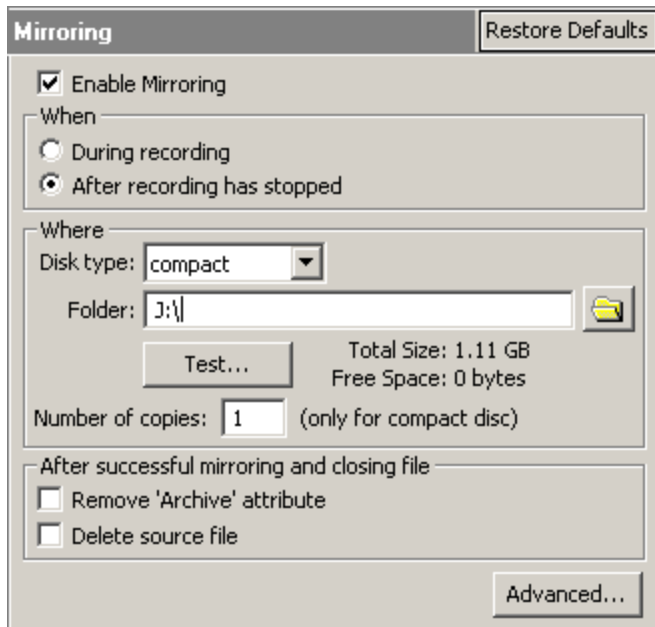 Mirroring Restore Defaults
Enable Mirroring
When
During recording
After recording has stopped
Where
Disk type: compact
Folder: J:\
Test... Total Size: 1.11 GB
Free Space: 0 bytes
Number of copies: 1 (only for compact disc)
After successful mirroring and closing file
Remove 'Archive' attribute
Delete source file
Advanced...